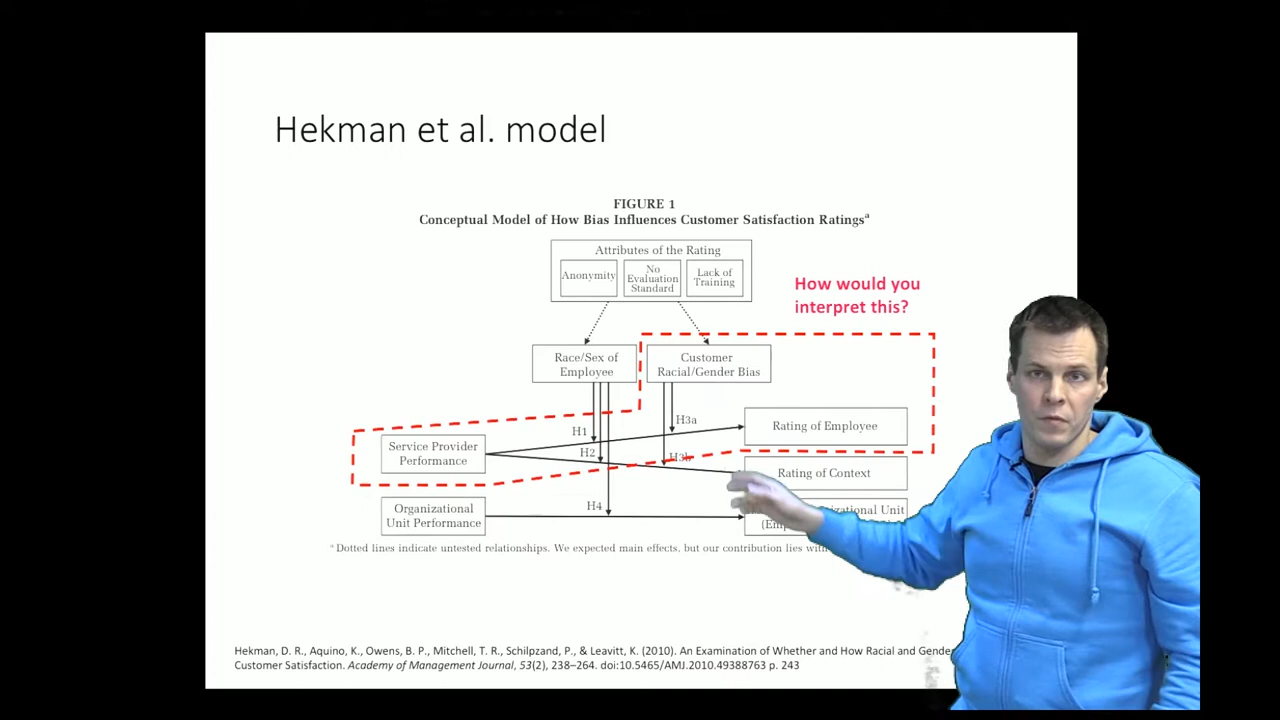 Hekman et al. model
FIGURE 1
Conceptual Model of How Bias Influences Customer Satisfaction Ratingsa
Attributes of the Rating
Anonymity
No
Evaluation
Standard
Lack of
Training
How would you
interpret this?
Race/Sex of
Employee
Customer
Racial/Gender Bias
H3a
H1
Rating of Employee
Service Provider
Performance
H2
H3b
Rating of Context
H4
Organizational
Unit Performance
Unit
a Dotted lines indicate untested relationships. We expected main effects, but our contribution lies with
Hekman, D. R., Aquino, K., Owens, B. P., Mitchell, T. R., Schilpzand, P., & Leavitt, K. (2010). An Examination of Whether and How Racial and Gende
Customer Satisfaction. Academy of Management Journal, 53(2), 238–264. doi:10.5465/AMJ.2010.49388763 p. 243